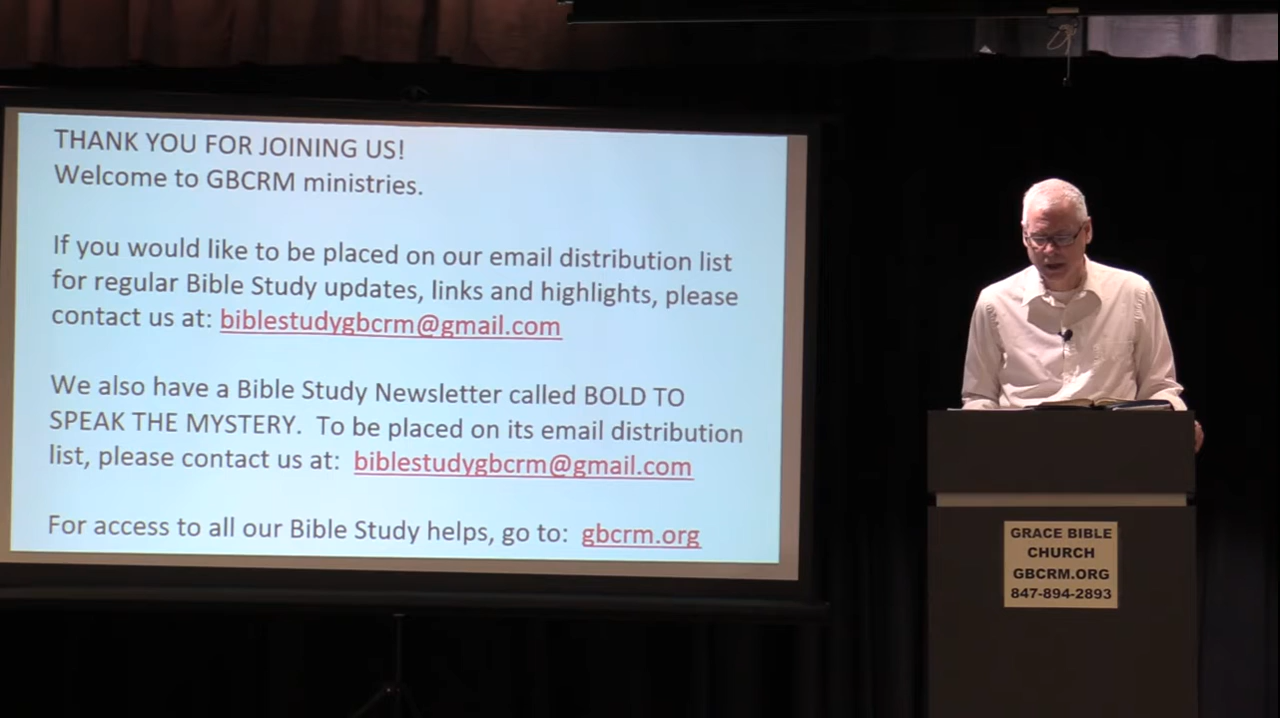 THANK YOU FOR JOINING US!
Welcome to GBCRM ministries.
If you would like to be placed on our email distribution list
for regular Bible Study updates, links and highlights, please
contact us at: biblestudygbcrm@gmail.com
We also have a Bible Study Newsletter called BOLD TO
SPEAK THE MYSTERY.  To be placed on its email distribution
list, please contact us at:  biblestudygbcrm@gmail.com
For access to all our Bible Study helps, go to:  gbcrm.org
GRACE BIBLE
CHURCH
GBCRM.ORG
847-894-2893